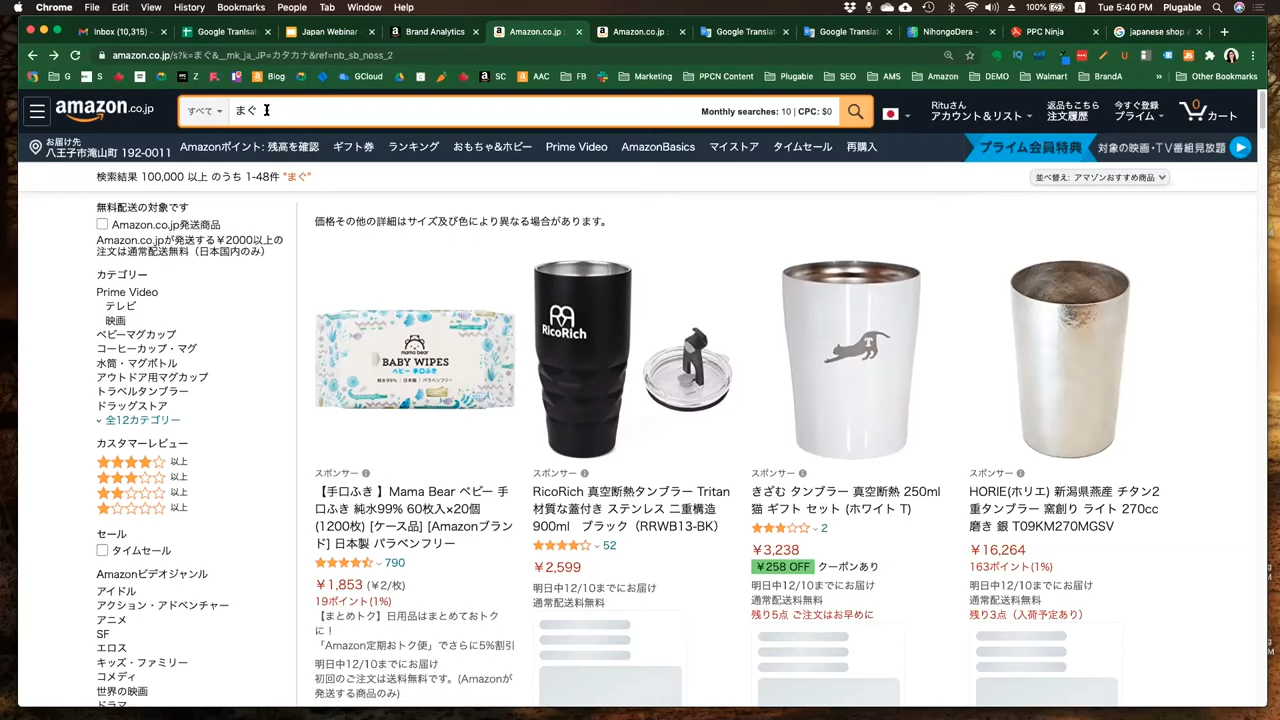 Chrome File Edit View History Bookmarks People Tab Window Help
100% Tue 5:40 PM Plugable
Inbox (10,315) -
Google Translat
Japan Webinar -
Brand Analytics
Amazon.co.jp :
Amazon.co.jp :
Google Translat
Google Translat
NihongoDera -
PPC Ninja
japanese shop
amazon.co.jp/s?k=まぐ&__mk_ja_JP=カタカナ&ref=nb_sb_noss_2
G S Z Blog GCloud SC AAC FB Marketing PPCN Content Plugable SEO AMS Amazon DEMO Walmart BrandA » Other Bookmarks
amazon.co.jp
すべて
まぐ
Monthly searches: 10 | CPC: $0
Rituさん
アカウント&リスト
返品もこちら
注文履歴
今すぐ登録
プライム
0
カート
お届け先
八王子市滝山町 192-0011
Amazonポイント: 残高を確認 ギフト券 ランキング おもちゃ&ホビー Prime Video AmazonBasics マイストア タイムセール 再購入
プライム会員特典 対象の映画・TV番組見放題
検索結果 100,000 以上 のうち 1-48件 "まぐ"
並べ替え: アマゾンおすすめ商品
無料配送の対象です
Amazon.co.jp発送商品
Amazon.co.jpが発送する¥2000以上の
注文は通常配送無料（日本国内のみ）
カテゴリー
Prime Video
テレビ
映画
ベビーマグカップ
コーヒーカップ・マグ
水筒・マグボトル
アウトドア用マグカップ
トラベルタンブラー
ドラッグストア
全12カテゴリー
カスタマーレビュー
以上
以上
以上
以上
セール
タイムセール
Amazonビデオジャンル
アイドル
アクション・アドベンチャー
アニメ
SF
エロス
キッズ・ファミリー
コメディ
世界の映画
ドラマ
価格その他の詳細はサイズ及び色により異なる場合があります。
mama bear
BABY WIPES
ベビー 手口ふき
純水99% | 日本製 | パラベンフリー
スポンサー
【手口ふき 】Mama Bear ベビー 手
口ふき 純水99% 60枚入×20個
(1200枚) [ケース品] [Amazonブラン
ド] 日本製 パラベンフリー
790
¥1,853 (¥2/枚)
19ポイント(1%)
【まとめトク】日用品はまとめておトク
に！
「Amazon定期おトク便」でさらに5%割引
明日中12/10までにお届け
初回のご注文は送料無料です。(Amazonが
発送する商品のみ)
RicoRich
スポンサー
RicoRich 真空断熱タンブラー Tritan
材質な蓋付き ステンレス 二重構造
900ml ブラック（RRWB13-BK）
52
¥2,599
明日中12/10までにお届け
通常配送料無料
スポンサー
きざむ タンブラー 真空断熱 250ml
猫 ギフト セット (ホワイト T)
2
¥3,238
¥258 OFF クーポンあり
明日中12/10までにお届け
通常配送料無料
残り5点 ご注文はお早めに
スポンサー
HORIE(ホリエ) 新潟県燕産 チタン2
重タンブラー 窯創り ライト 270cc
磨き 銀 T09KM270MGSV
¥16,264
163ポイント(1%)
明日中12/10までにお届け
通常配送料無料
残り3点（入荷予定あり）